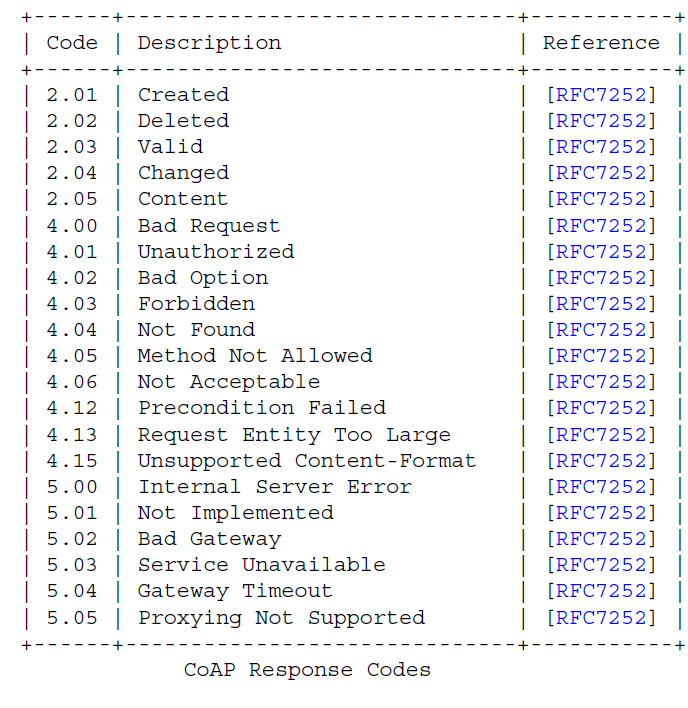 +------+------------------------------+-----------+
| Code | Description                  | Reference |
+------+------------------------------+-----------+
| 2.01 | Created                      | [RFC7252] |
| 2.02 | Deleted                      | [RFC7252] |
| 2.03 | Valid                        | [RFC7252] |
| 2.04 | Changed                      | [RFC7252] |
| 2.05 | Content                      | [RFC7252] |
| 4.00 | Bad Request                  | [RFC7252] |
| 4.01 | Unauthorized                 | [RFC7252] |
| 4.02 | Bad Option                   | [RFC7252] |
| 4.03 | Forbidden                    | [RFC7252] |
| 4.04 | Not Found                    | [RFC7252] |
| 4.05 | Method Not Allowed           | [RFC7252] |
| 4.06 | Not Acceptable               | [RFC7252] |
| 4.12 | Precondition Failed          | [RFC7252] |
| 4.13 | Request Entity Too Large     | [RFC7252] |
| 4.15 | Unsupported Content-Format   | [RFC7252] |
| 5.00 | Internal Server Error        | [RFC7252] |
| 5.01 | Not Implemented              | [RFC7252] |
| 5.02 | Bad Gateway                  | [RFC7252] |
| 5.03 | Service Unavailable          | [RFC7252] |
| 5.04 | Gateway Timeout              | [RFC7252] |
| 5.05 | Proxying Not Supported       | [RFC7252] |
+------+------------------------------+-----------+
CoAP Response Codes